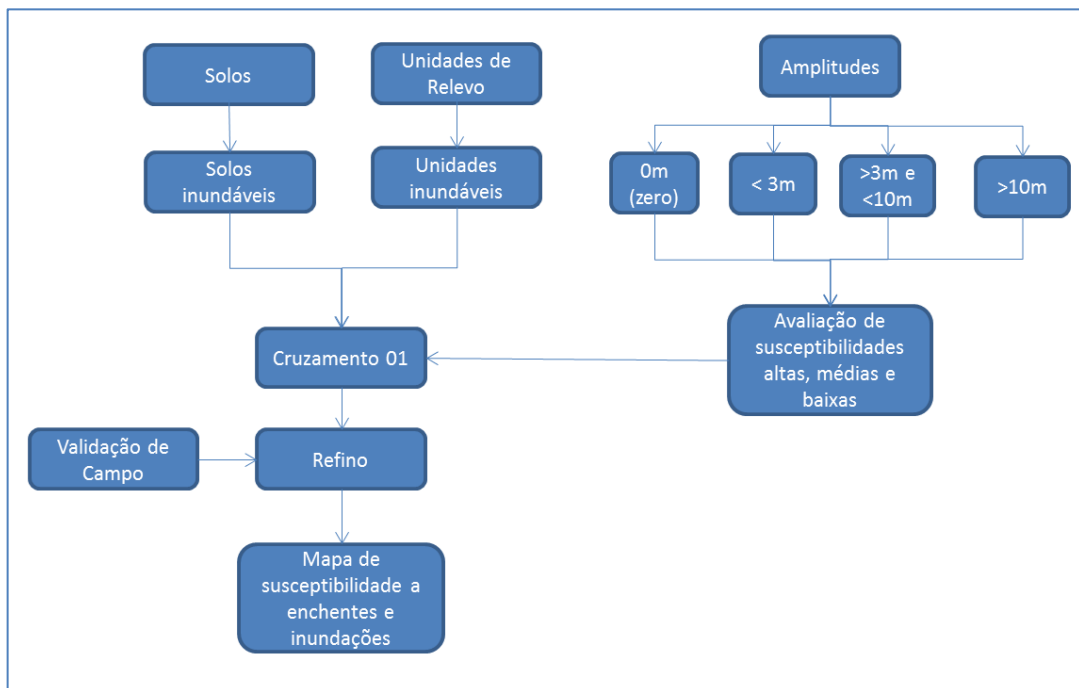 Solos
Unidades de
Relevo
Amplitudes
Solos
inundáveis
Unidades
inundáveis
0m
(zero)
< 3m
>3m e
<10m
>10m
Cruzamento 01
Avaliação de
susceptibilidades
altas, médias e
baixas
Validação de
Campo
Refino
Mapa de
susceptibilidade a
enchentes e
inundações